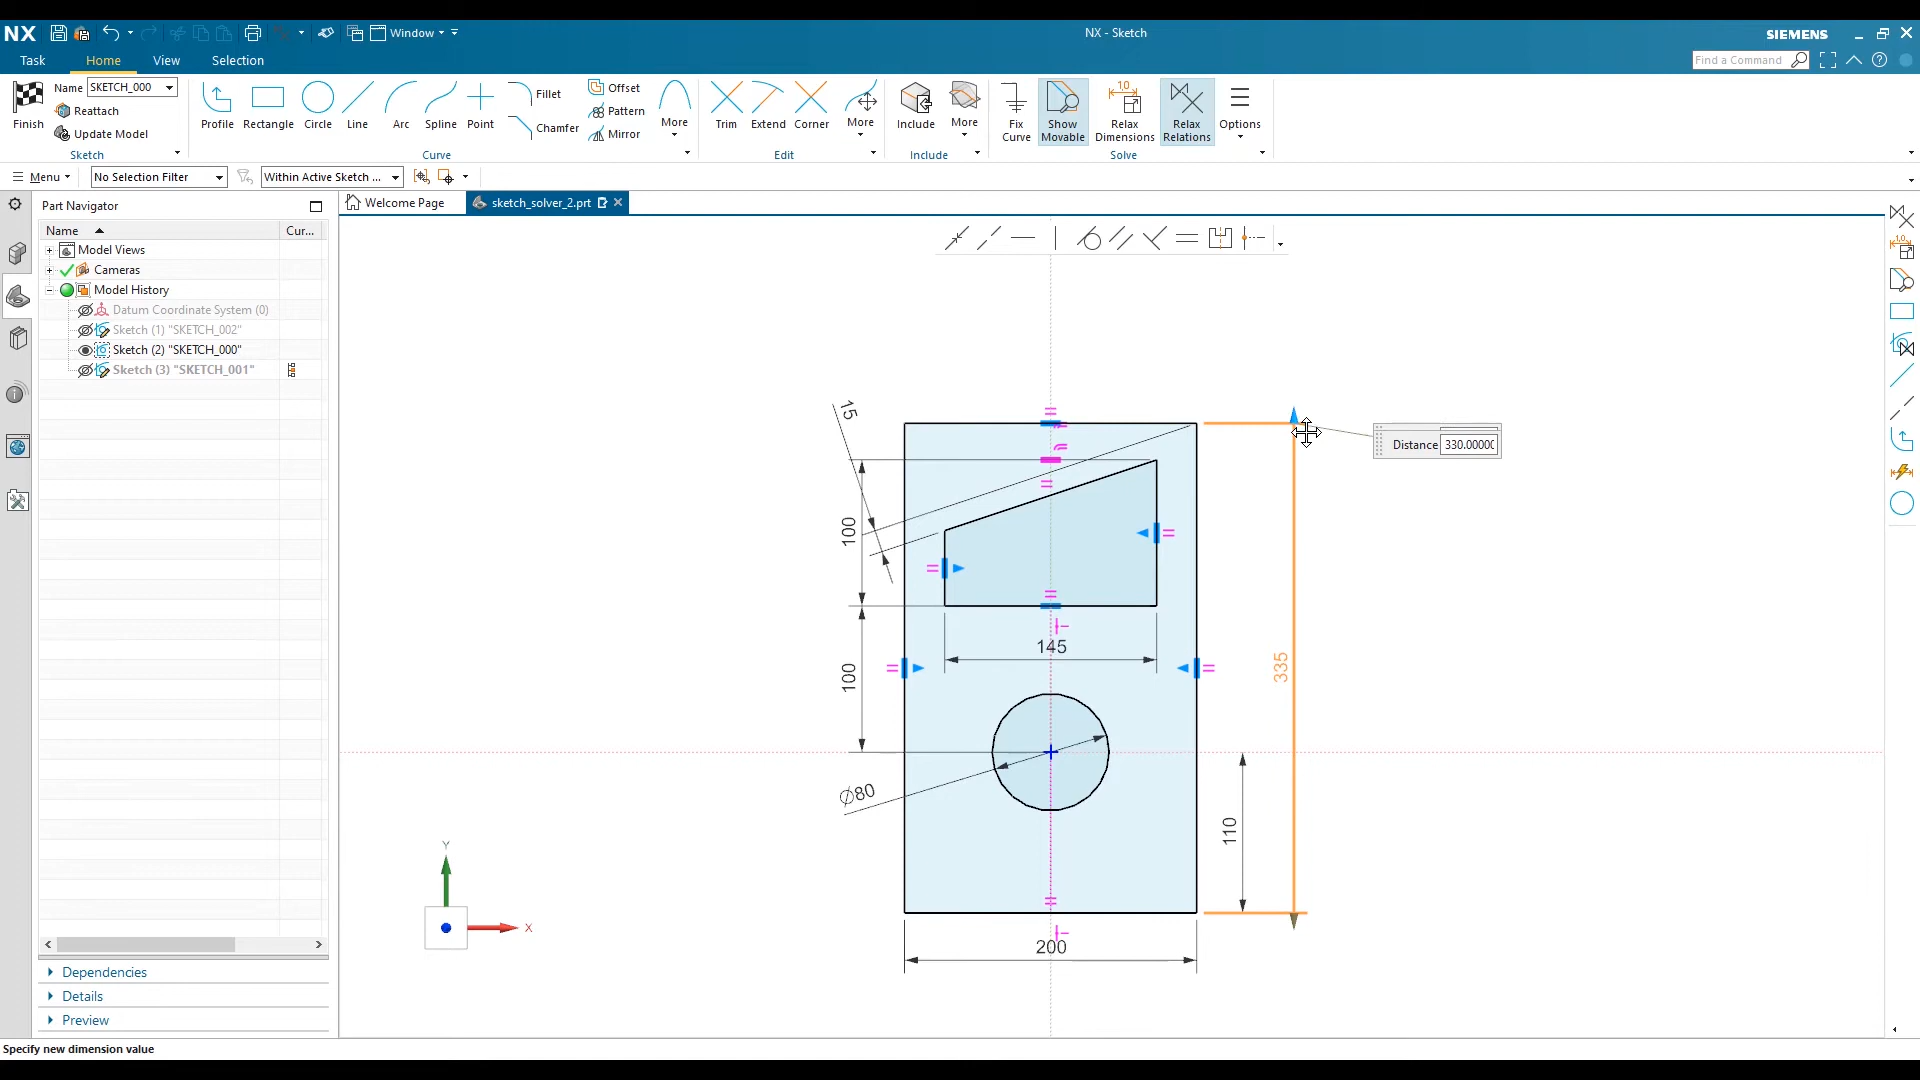 NX
Window
NX - Sketch
SIEMENS
Task
Home
View
Selection
Find a Command
Finish
Name SKETCH_000
Reattach
Update Model
Sketch
Profile
Rectangle
Circle
Line
Arc
Spline
Point
Fillet
Chamfer
Offset
Pattern
Mirror
More
Curve
Trim
Extend
Corner
More
Edit
Include
More
Include
Fix Curve
Show Movable
Relax Dimensions
Relax Relations
Options
Solve
Menu
No Selection Filter
Within Active Sketch ...
Part Navigator
Welcome Page
sketch_solver_2.prt
Name
Cur...
Model Views
Cameras
Model History
Datum Coordinate System (0)
Sketch (1) "SKETCH_002"
Sketch (2) "SKETCH_000"
Sketch (3) "SKETCH_001"
15
Distance 330.0000
100
335
145
100
Ø80
110
200
Y
X
Dependencies
Details
Preview
Specify new dimension value